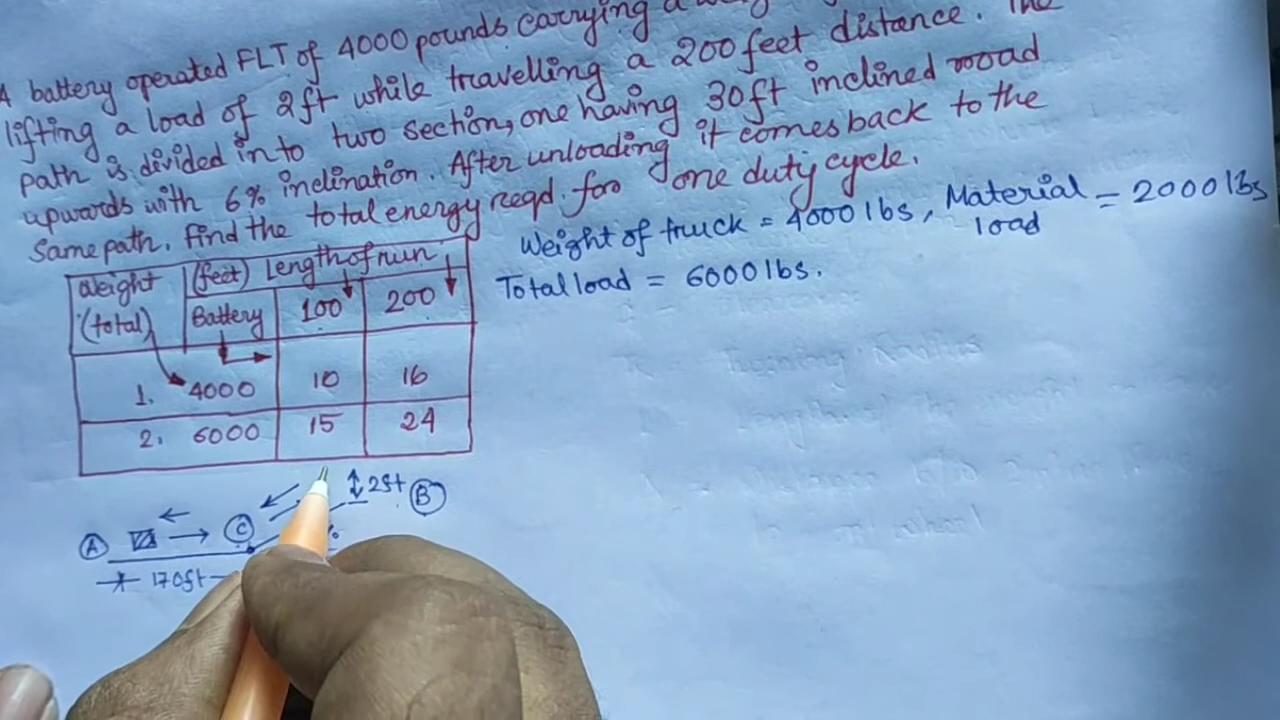 A battery operated FLT of 4000 pounds carrying a
lifting a load of 2ft while travelling a 200 feet distance. The
path is divided into two section, one having 30ft inclined road
upwards with 6% inclination. After unloading it comes back to the
Same path. Find the total energy reqd. for one duty cycle.
Weight of truck = 4000 lbs, Material load = 2000 lbs
Total load = 6000 lbs.
Weight (feet) Length of run
(total) Battery 100 200
1. 4000 10 16
2. 6000 15 24
2ft B
A C %
170ft